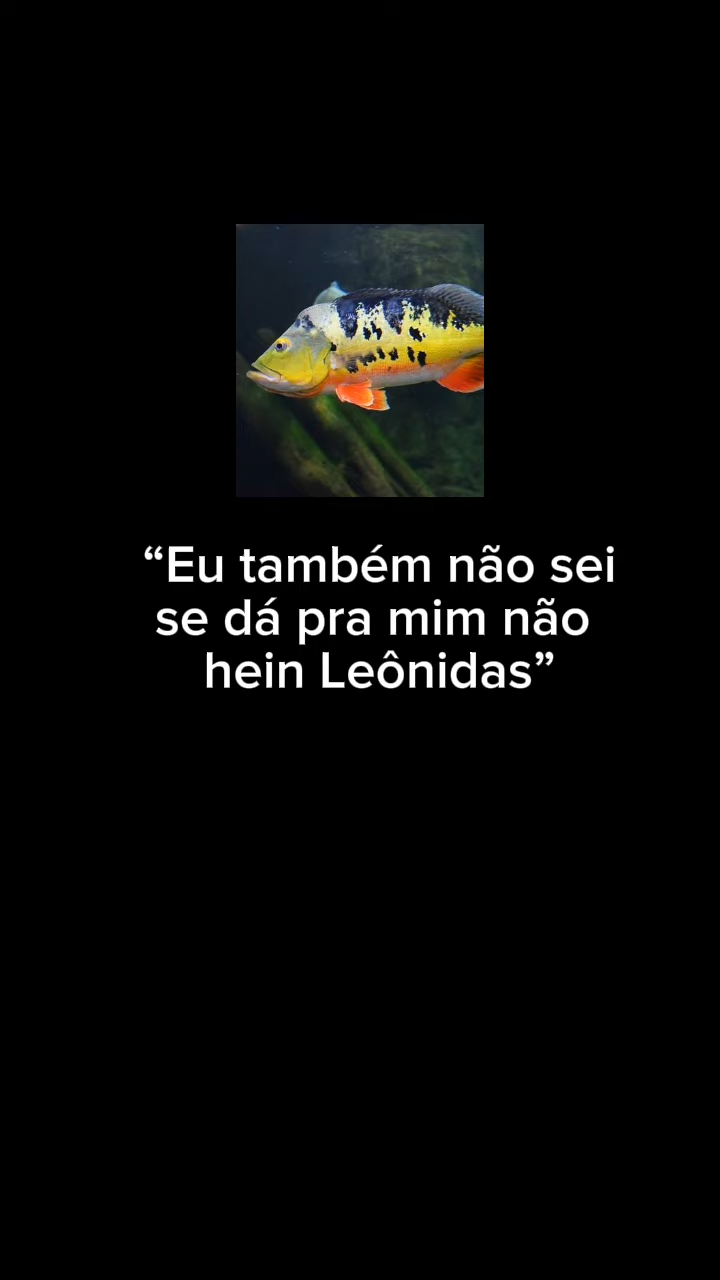 “Eu também não sei
se dá pra mim não
hein Leônidas”